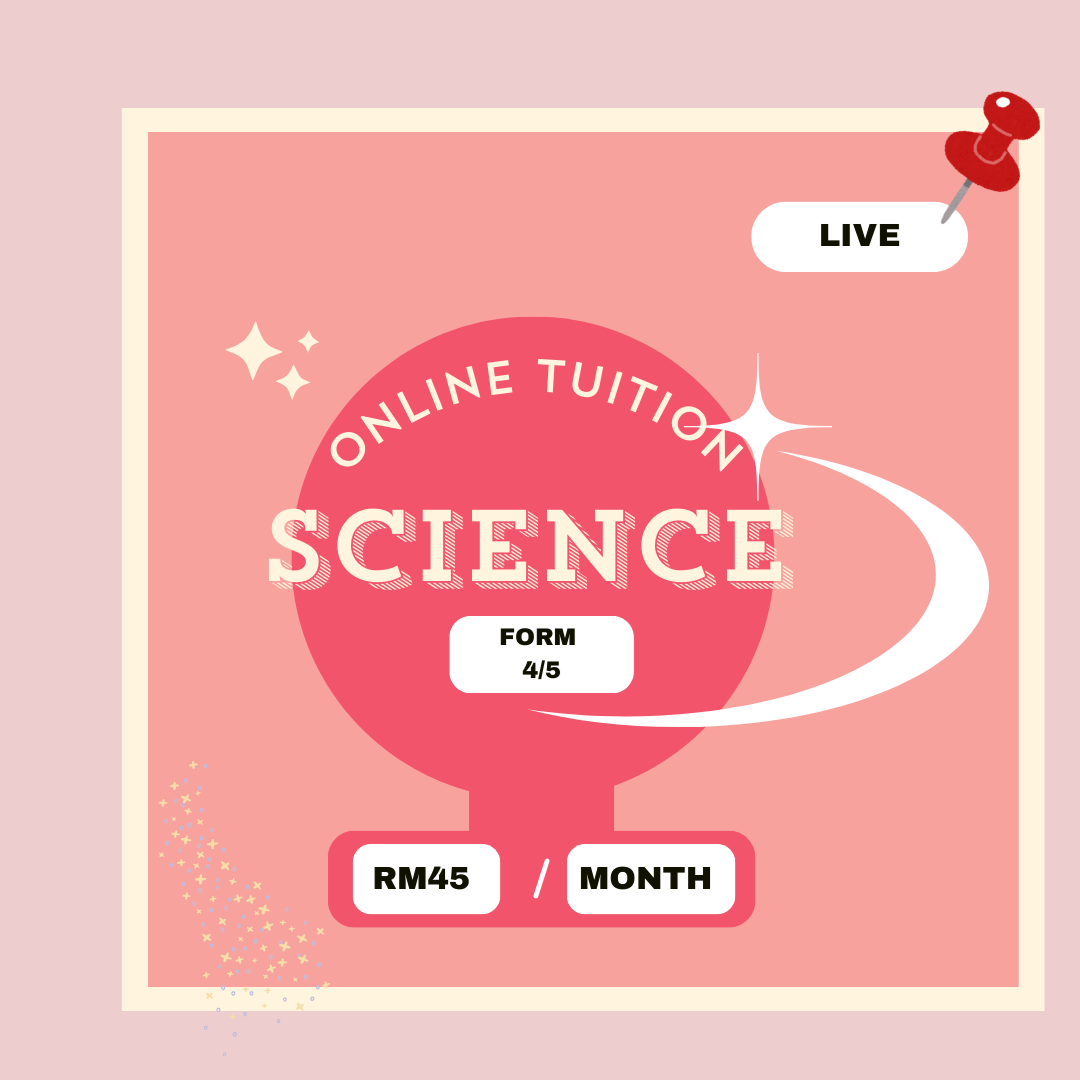 LIVE
ONLINE TUITION
SCIENCE
FORM
4/5
RM45 / MONTH